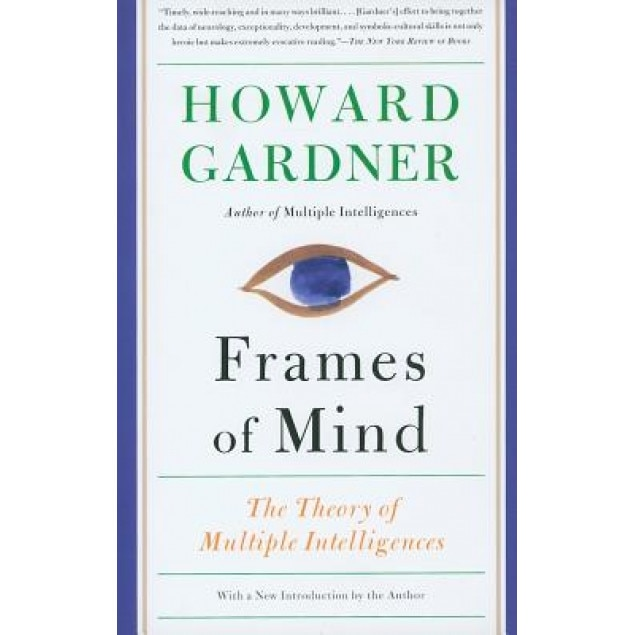 "Timely, wide-reaching and in many ways brilliant. . . . [Gardner's] effort to bring together
the data of neurology, exceptionality, development, and symbolic-cultural skills is not only
heroic but makes extremely evocative reading."—THE NEW YORK REVIEW OF BOOKS
HOWARD
GARDNER
Author of Multiple Intelligences
Frames
of Mind
The Theory of
Multiple Intelligences
With a New Introduction by the Author